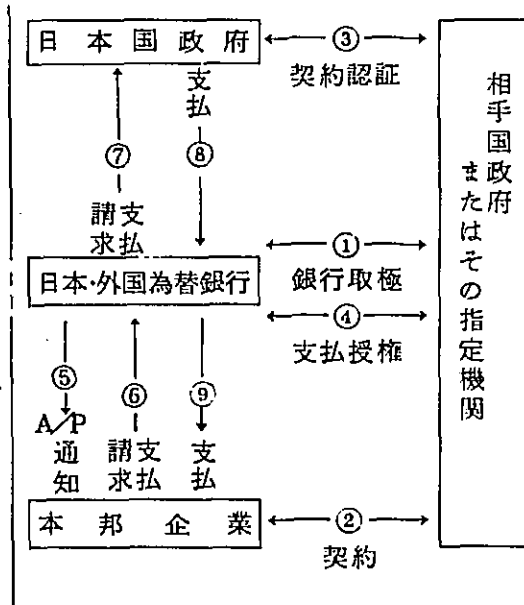 日本国政府
③
契約認証
支払
⑦
⑧
支払
請求
①
銀行取極
日本・外国為替銀行
④
支払授権
⑤
⑥
⑨
A/P
通知
支払
請求
支払
本邦企業
②
契約
相手国政府
またはその指定機関